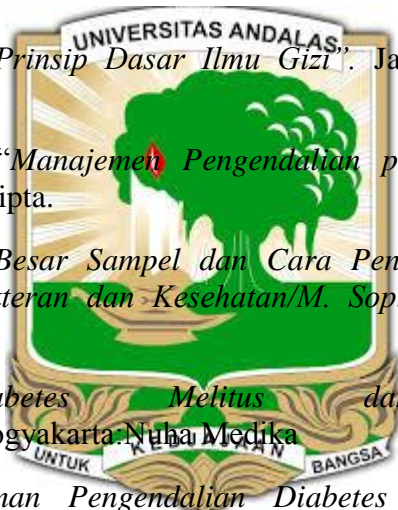 UNIVERSITAS ANDALAS
Prinsip Dasar Ilmu Gizi”. Ja
“Manajemen Pengendalian p
ipta.
Besar Sampel dan Cara Pen
teran dan Kesehatan/M. Sop
betes Melitus da
ogyakarta:Nuha Medika
UNTUK KEDJAJAAN BANGSA
man Pengendalian Diabetes